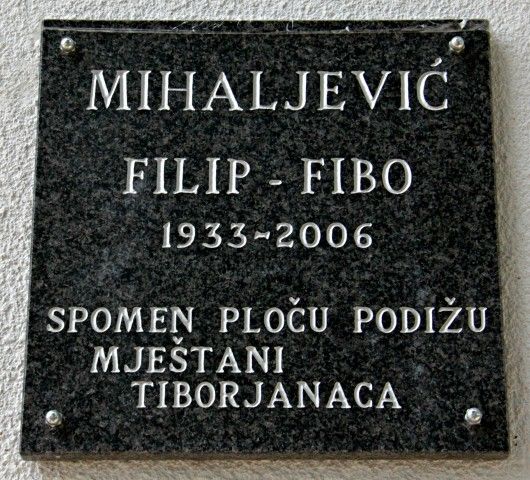 MIHALJEVIĆ
FILIP - FIBO
1933~2006
SPOMEN PLOČU PODIŽU
MJEŠTANI
TIBORJANACA